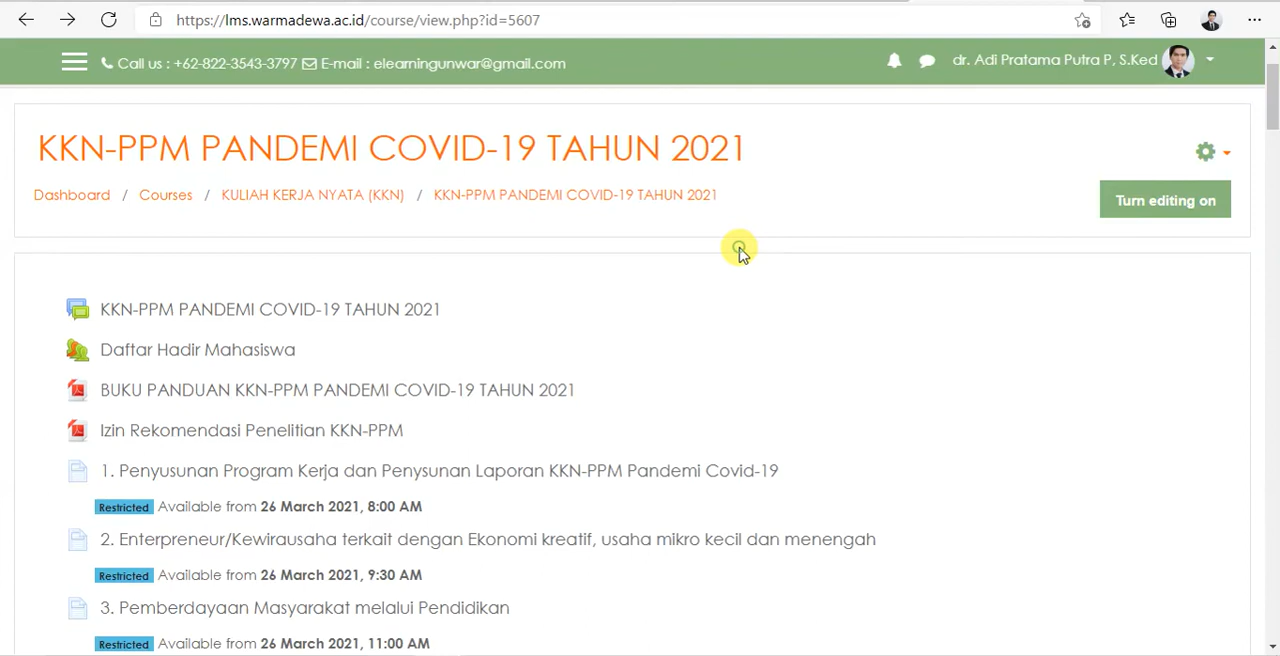 https://lms.warmadewa.ac.id/course/view.php?id=5607
Call us : +62-822-3543-3797 E-mail : elearningunwar@gmail.com
dr. Adi Pratama Putra P, S.Ked
KKN-PPM PANDEMI COVID-19 TAHUN 2021
Dashboard / Courses / KULIAH KERJA NYATA (KKN) / KKN-PPM PANDEMI COVID-19 TAHUN 2021
Turn editing on
KKN-PPM PANDEMI COVID-19 TAHUN 2021
Daftar Hadir Mahasiswa
BUKU PANDUAN KKN-PPM PANDEMI COVID-19 TAHUN 2021
Izin Rekomendasi Penelitian KKN-PPM
1. Penyusunan Program Kerja dan Penysunan Laporan KKN-PPM Pandemi Covid-19
Restricted Available from 26 March 2021, 8:00 AM
2. Enterpreneur/Kewirausaha terkait dengan Ekonomi kreatif, usaha mikro kecil dan menengah
Restricted Available from 26 March 2021, 9:30 AM
3. Pemberdayaan Masyarakat melalui Pendidikan
Restricted Available from 26 March 2021, 11:00 AM